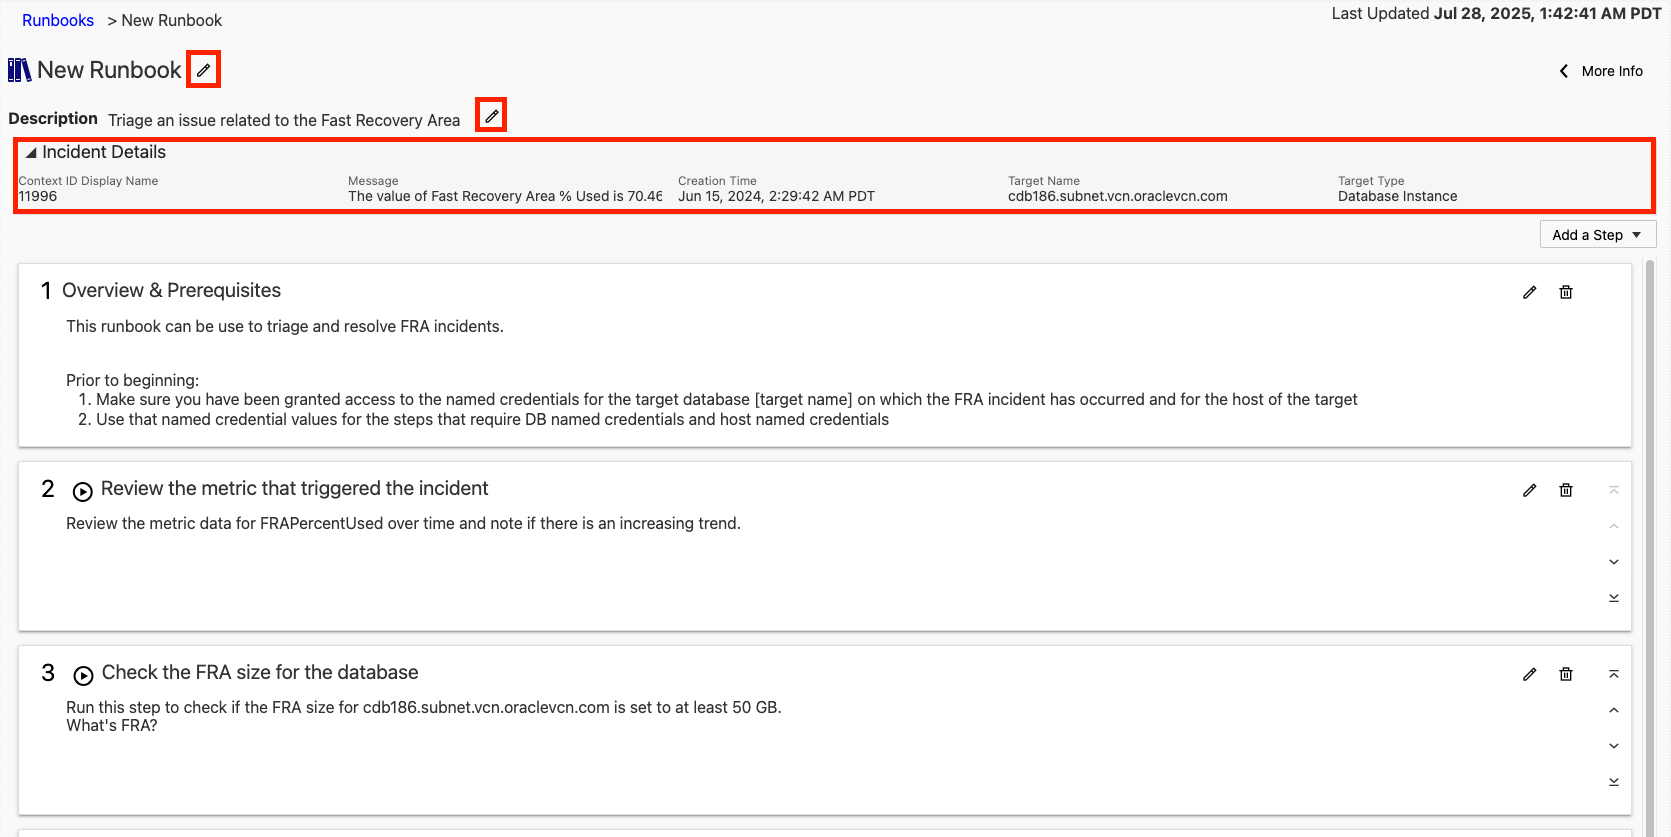 Runbooks > New Runbook
Last Updated Jul 28, 2025, 1:42:41 AM PDT
New Runbook
More Info
Description Triage an issue related to the Fast Recovery Area
Incident Details
Context ID Display Name
11996
Message
The value of Fast Recovery Area % Used is 70.46
Creation Time
Jun 15, 2024, 2:29:42 AM PDT
Target Name
cdb186.subnet.vcn.oraclevcn.com
Target Type
Database Instance
Add a Step
1 Overview & Prerequisites
This runbook can be use to triage and resolve FRA incidents.
Prior to beginning:
1. Make sure you have been granted access to the named credentials for the target database [target name] on which the FRA incident has occurred and for the host of the target
2. Use that named credential values for the steps that require DB named credentials and host named credentials
2 Review the metric that triggered the incident
Review the metric data for FRAPercentUsed over time and note if there is an increasing trend.
3 Check the FRA size for the database
Run this step to check if the FRA size for cdb186.subnet.vcn.oraclevcn.com is set to at least 50 GB.
What's FRA?